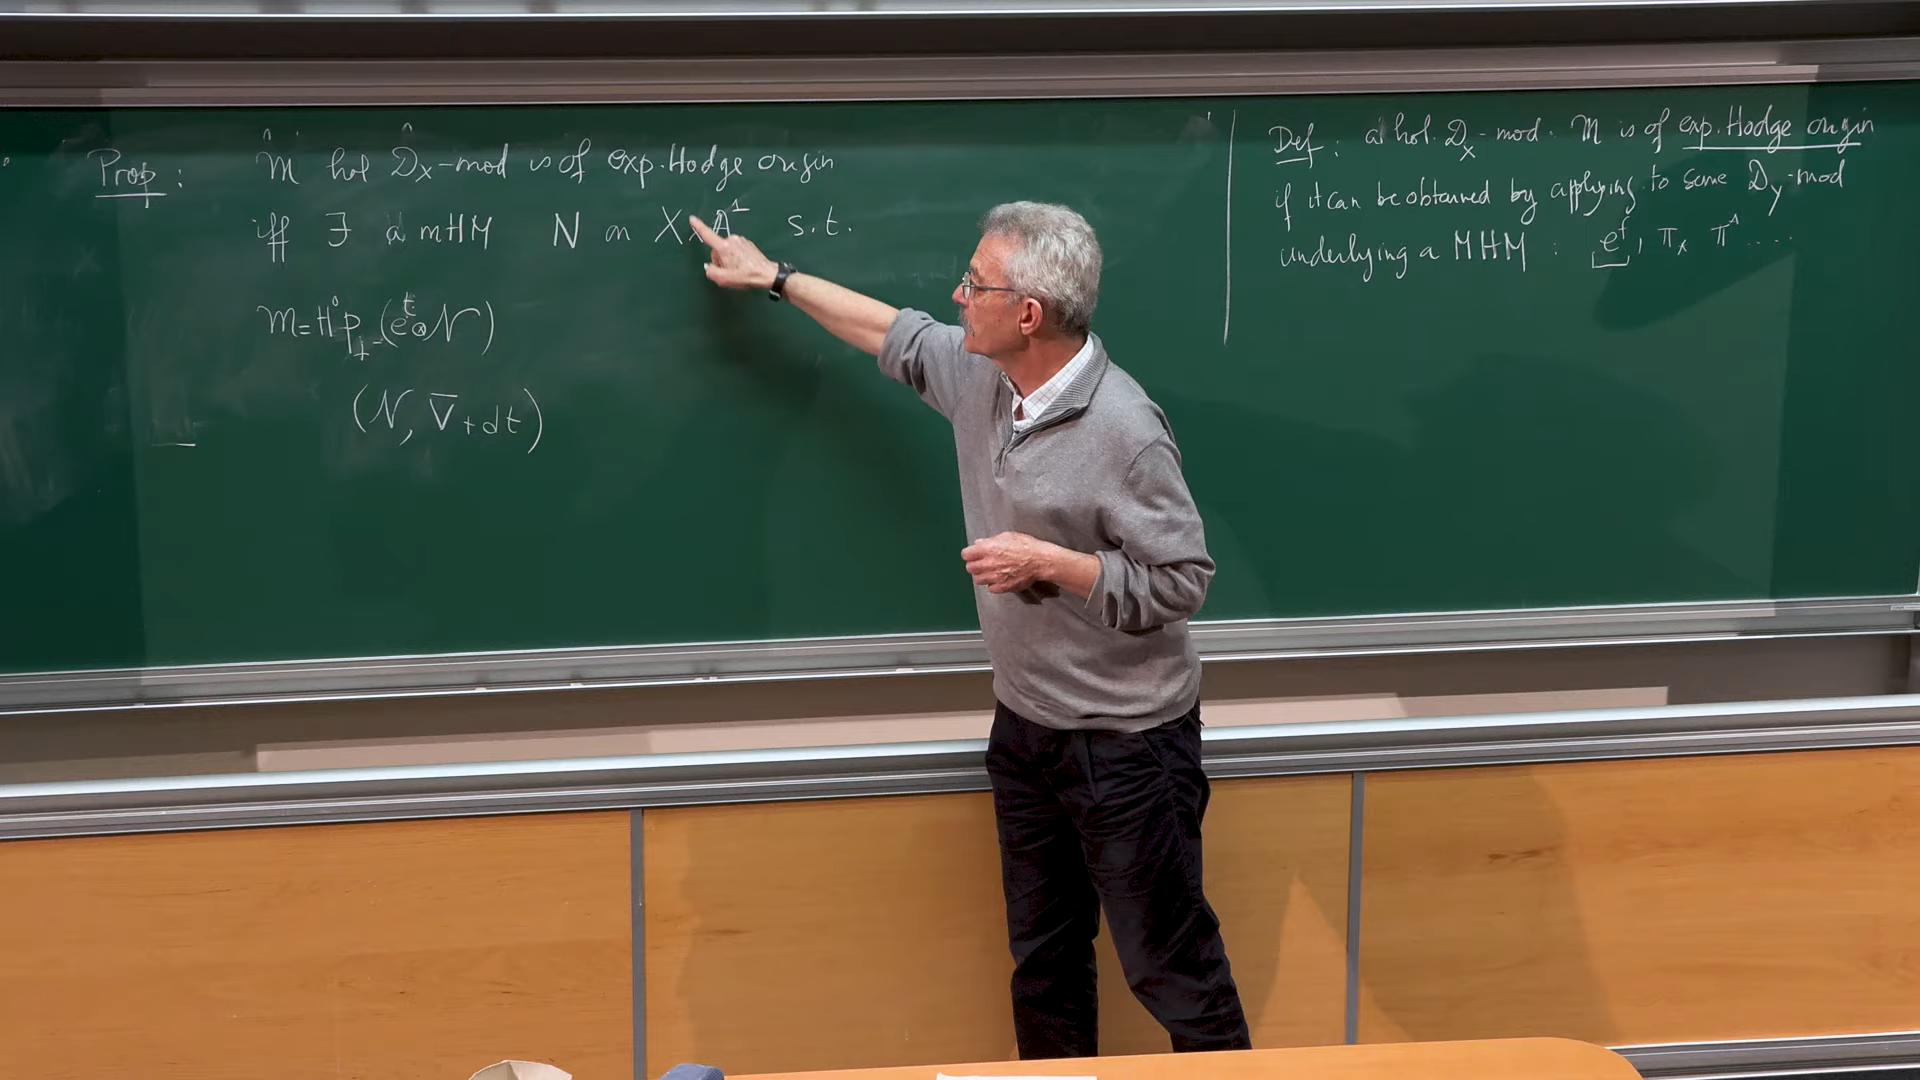 Prop : M hol D_X-mod is of exp. Hodge origin
iff ∃ a mHM N on X×A^1 s.t.
M = H^0 p_+ (e^t ⊗ N)
(N, ∇ + dt)
Def : a hol. D_X-mod. M is of exp. Hodge origin
if it can be obtained by applying to some D_Y-mod
underlying a MHM : e^f, π_*